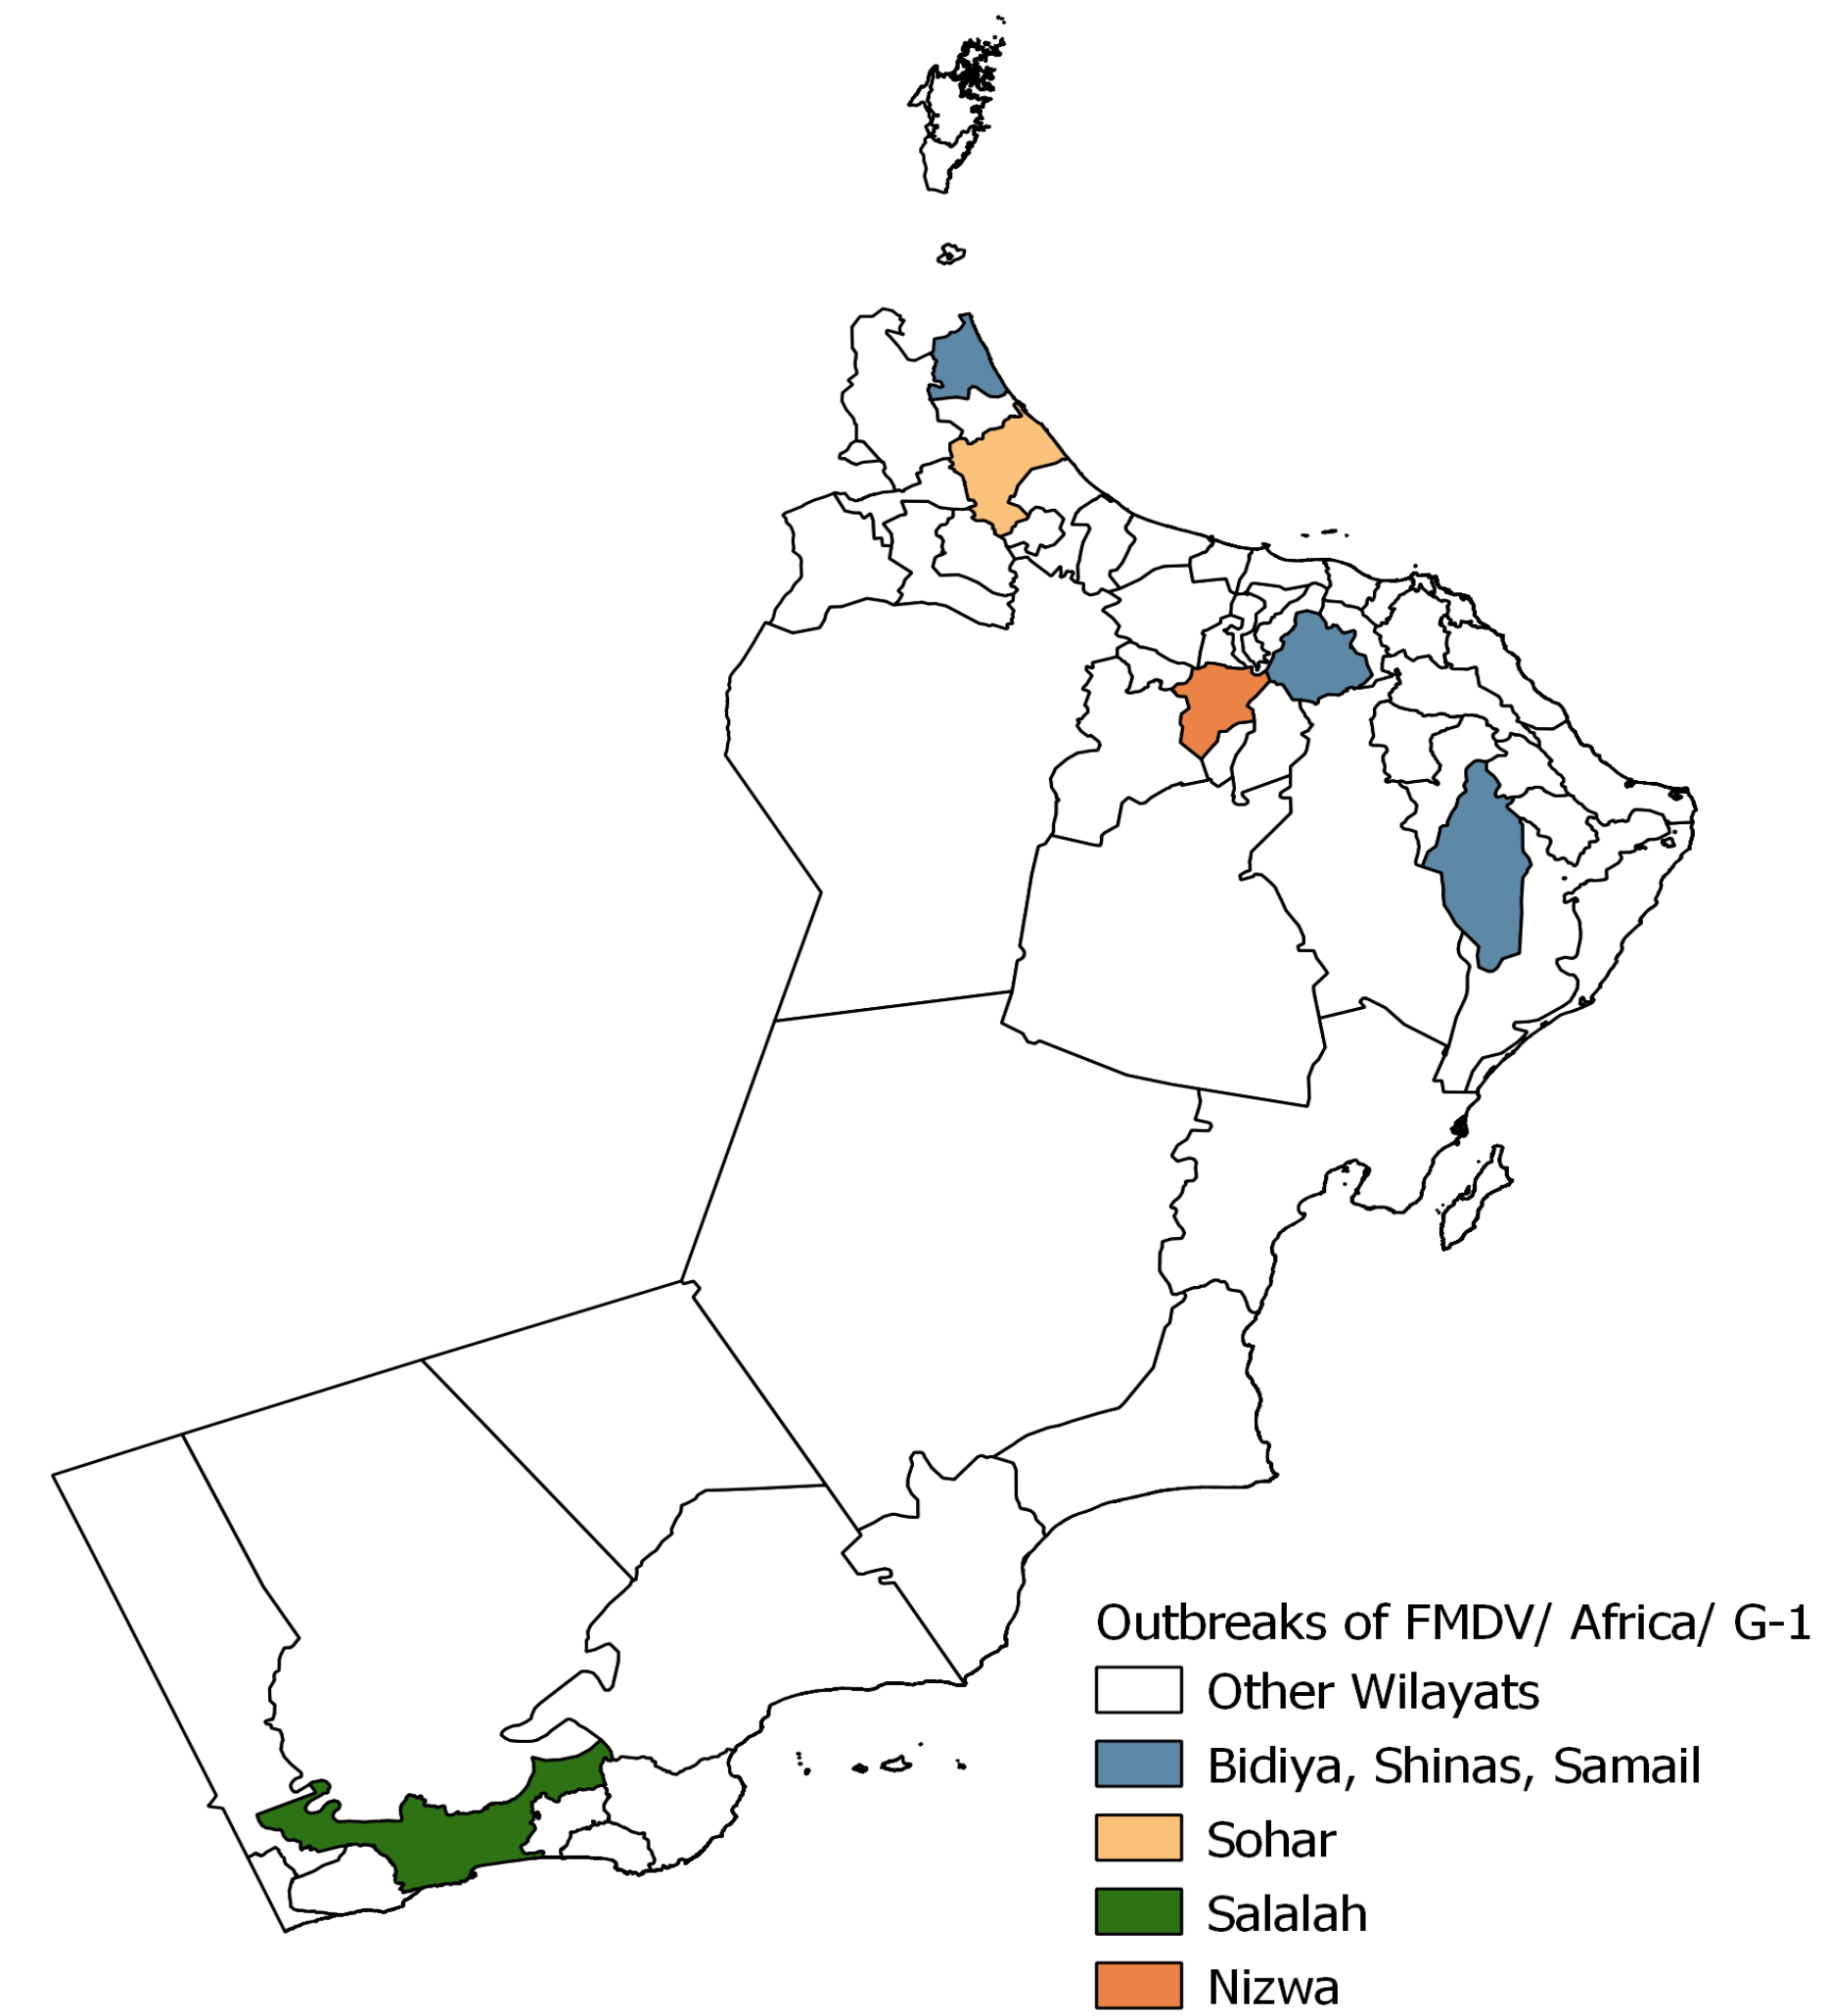 Outbreaks of FMDV/ Africa/ G-1
Other Wilayats
Bidiya, Shinas, Samail
Sohar
Salalah
Nizwa